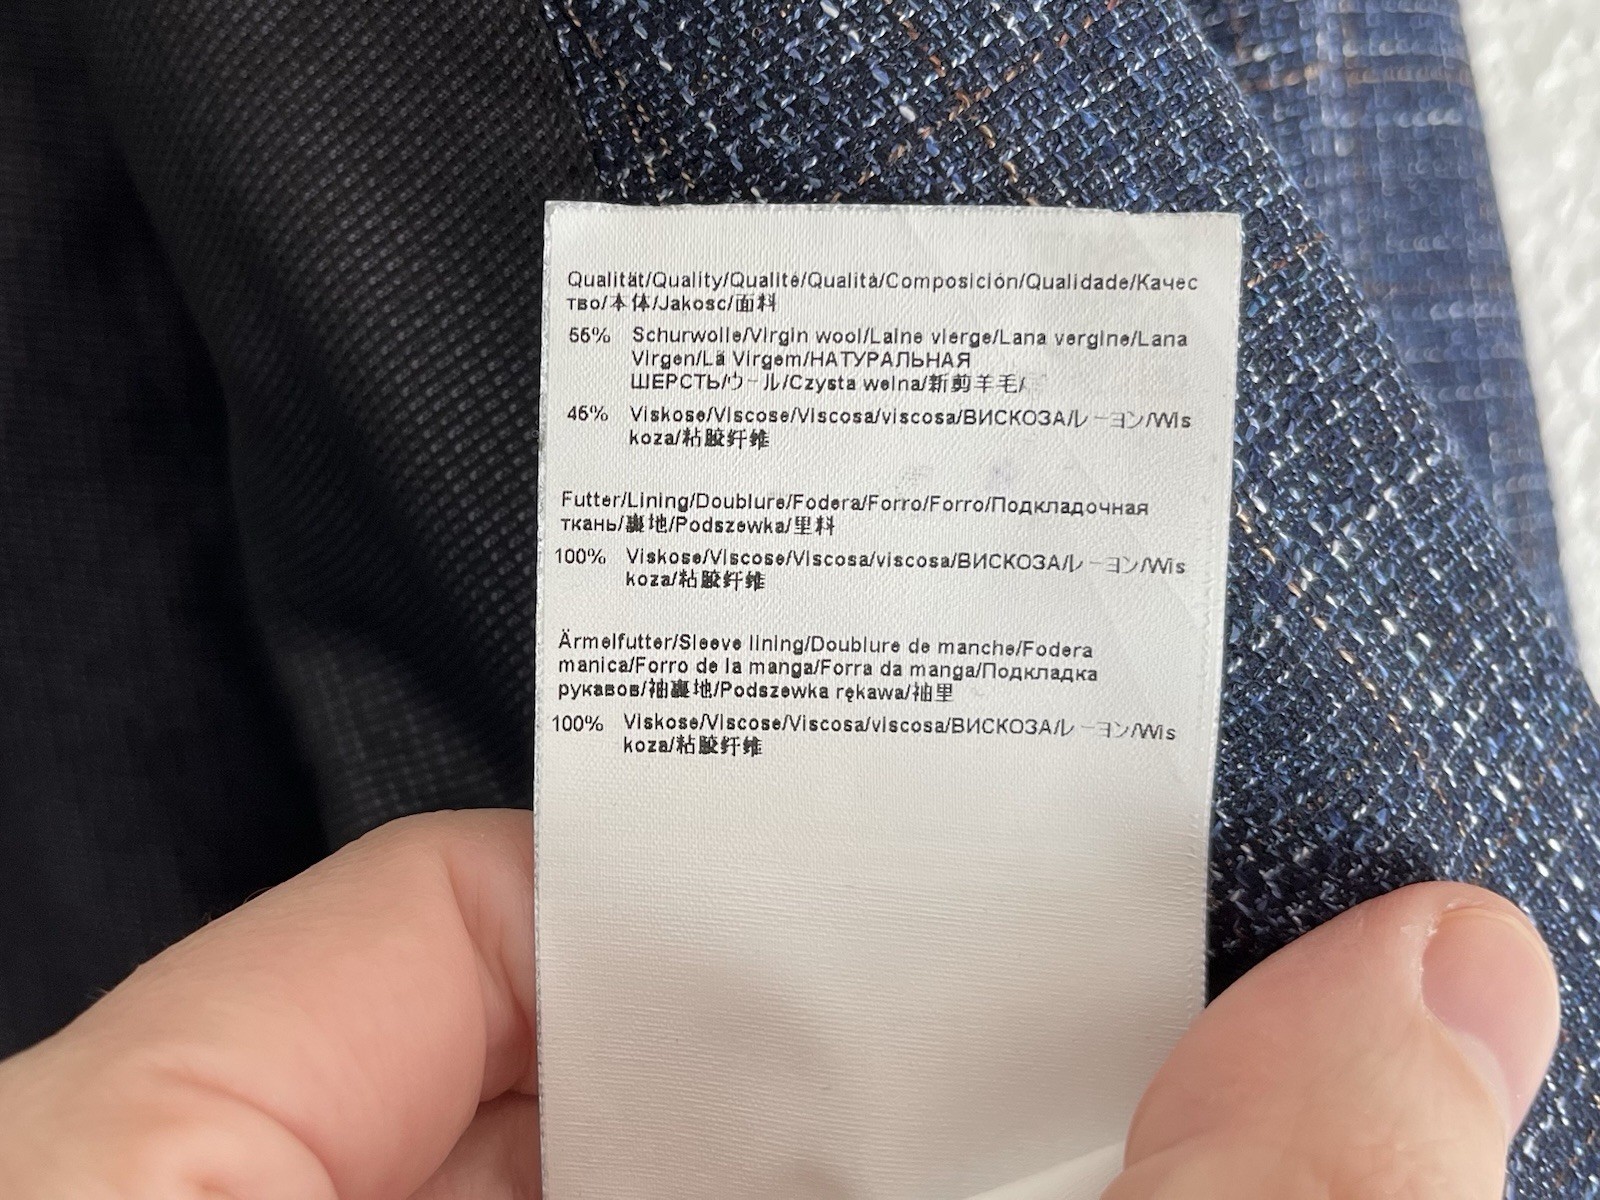 Qualität/Quality/Qualité/Qualità/Composición/Qualidade/Качес
тво/本体/Jakosc/面料
55% Schurwolle/Virgin wool/Laine vierge/Lana vergine/Lana
Virgen/Lã Virgem/НАТУРАЛЬНАЯ
ШЕРСТЬ/ウール/Czysta wełna/新剪羊毛/
45% Viskose/Viscose/Viscosa/viscosa/ВИСКОЗА/レーヨン/Wis
koza/粘胶纤维
Futter/Lining/Doublure/Fodera/Forro/Forro/Подкладочная
ткань/裏地/Podszewka/里料
100% Viskose/Viscose/Viscosa/viscosa/ВИСКОЗА/レーヨン/Wis
koza/粘胶纤维
Ärmelfutter/Sleeve lining/Doublure de manche/Fodera
manica/Forro de la manga/Forra da manga/Подкладка
рукавов/袖裏地/Podszewka rękawa/袖里
100% Viskose/Viscose/Viscosa/viscosa/ВИСКОЗА/レーヨン/Wis
koza/粘胶纤维